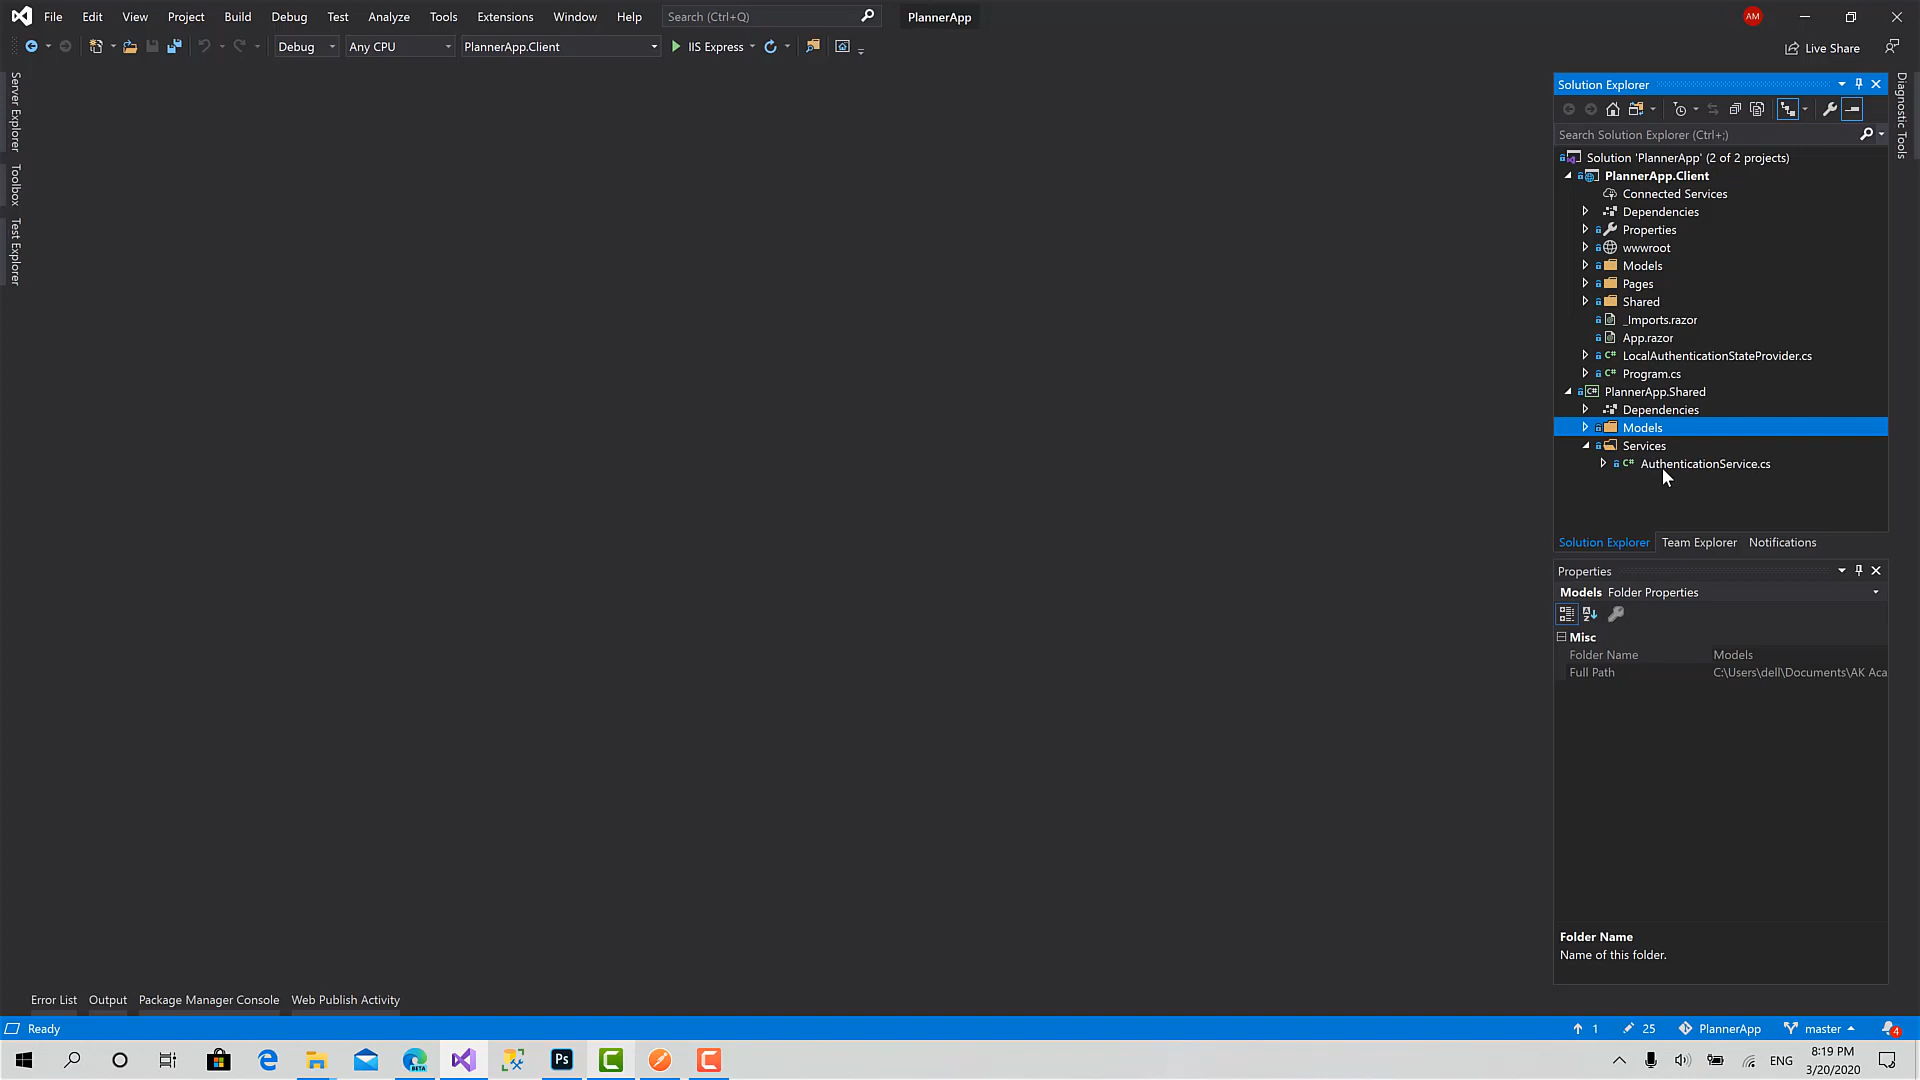 File Edit View Project Build Debug Test Analyze Tools Extensions Window Help Search (Ctrl+Q) PlannerApp AM
Debug Any CPU PlannerApp.Client IIS Express Live Share
Server Explorer
Toolbox
Test Explorer
Diagnostic Tools
Solution Explorer
Search Solution Explorer (Ctrl+;)
Solution 'PlannerApp' (2 of 2 projects)
PlannerApp.Client
Connected Services
Dependencies
Properties
wwwroot
Models
Pages
Shared
_Imports.razor
App.razor
C# LocalAuthenticationStateProvider.cs
C# Program.cs
C# PlannerApp.Shared
Dependencies
Models
Services
C# AuthenticationService.cs
Solution Explorer Team Explorer Notifications
Properties
Models Folder Properties
Misc
Folder Name Models
Full Path C:\Users\dell\Documents\AK Aca
Folder Name
Name of this folder.
Error List Output Package Manager Console Web Publish Activity
Ready 1 25 PlannerApp master 4
BETA Ps ENG 8:19 PM
3/20/2020